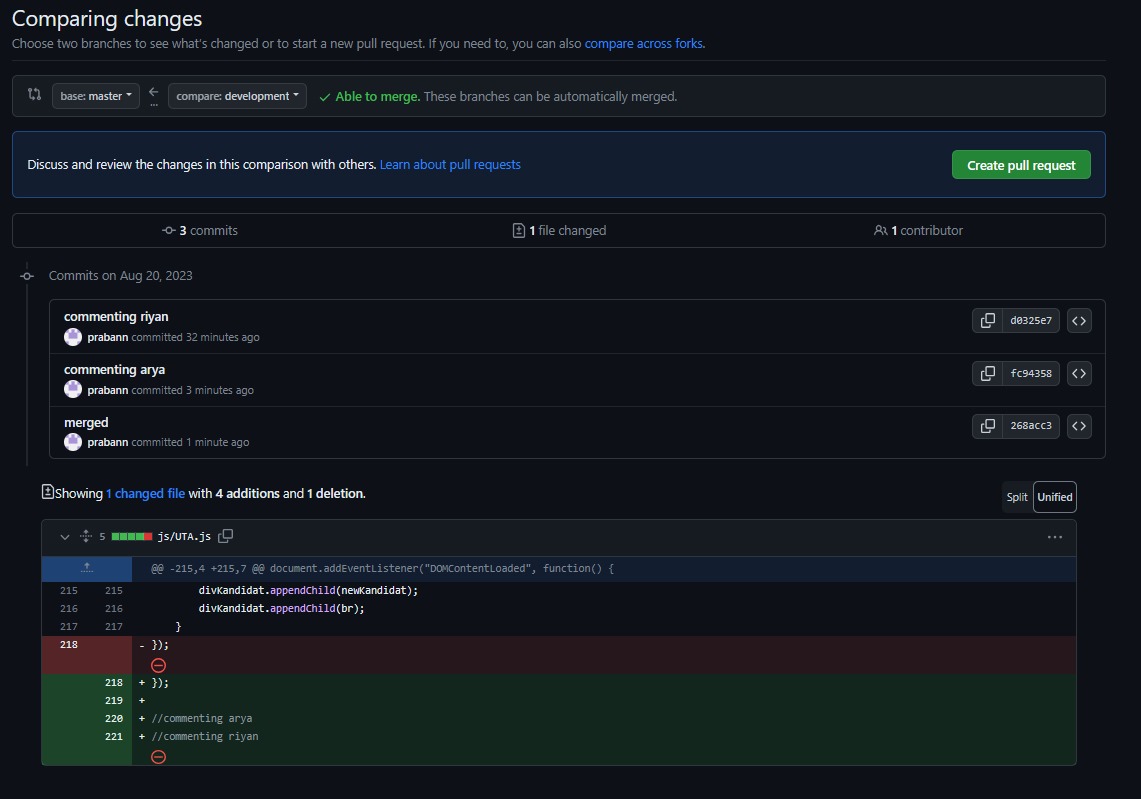 Comparing changes
Choose two branches to see what's changed or to start a new pull request. If you need to, you can also compare across forks.
base: master
...
compare: development
Able to merge. These branches can be automatically merged.
Discuss and review the changes in this comparison with others. Learn about pull requests
Create pull request
3 commits
1 file changed
1 contributor
Commits on Aug 20, 2023
commenting riyan
prabann committed 32 minutes ago
d0325e7
commenting arya
prabann committed 3 minutes ago
fc94358
merged
prabann committed 1 minute ago
268acc3
Showing 1 changed file with 4 additions and 1 deletion.
Split Unified
5 js/UTA.js
@@ -215,4 +215,7 @@ document.addEventListener("DOMContentLoaded", function() {
215 215 divKandidat.appendChild(newKandidat);
216 216 divKandidat.appendChild(br);
217 217 }
218 - });
218 + });
219 +
220 + //commenting arya
221 + //commenting riyan